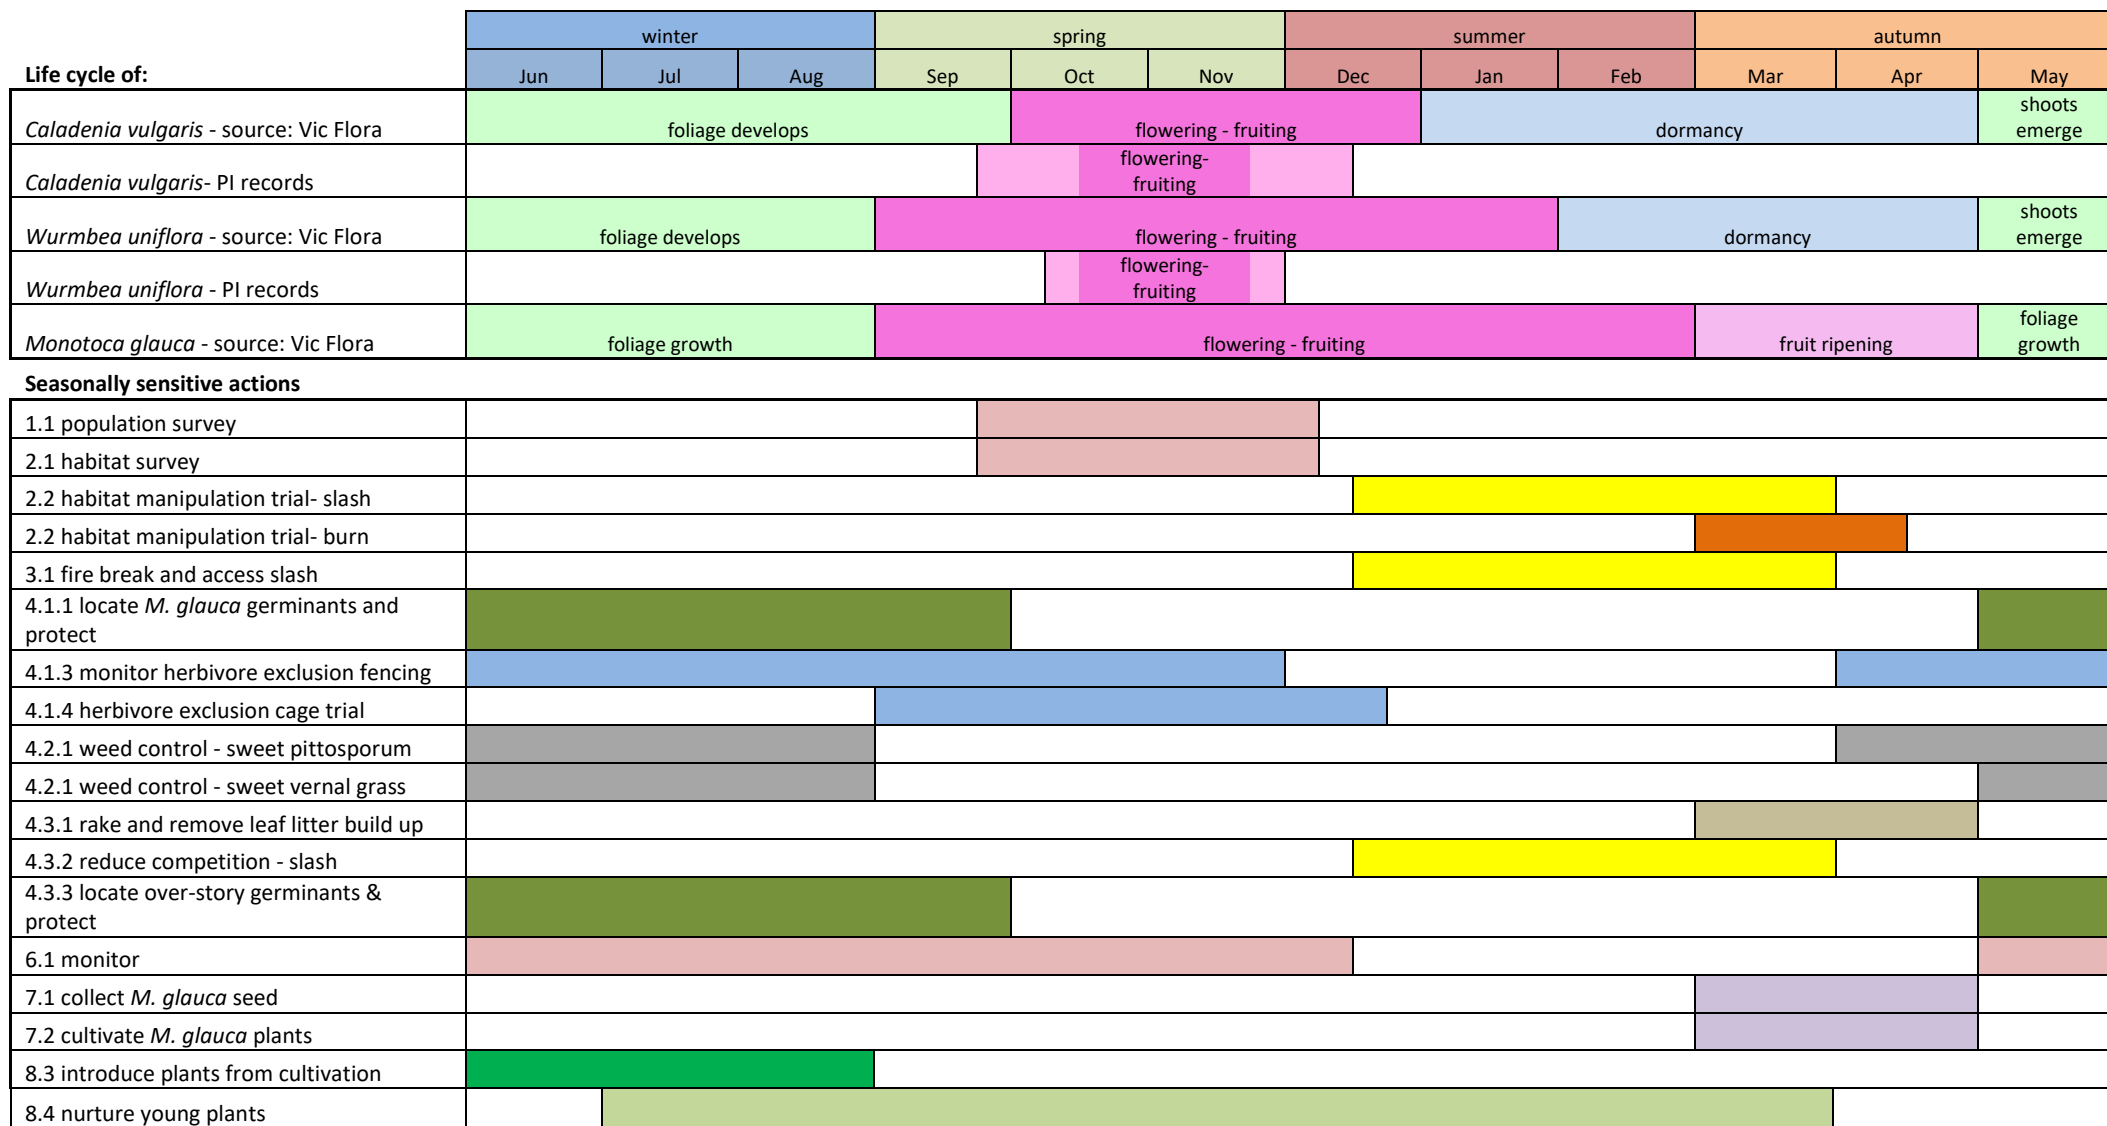 winter spring summer autumn
Life cycle of: Jun Jul Aug Sep Oct Nov Dec Jan Feb Mar Apr May
Caladenia vulgaris - source: Vic Flora foliage develops flowering - fruiting dormancy shoots
emerge
Caladenia vulgaris- PI records flowering-
fruiting
Wurmbea uniflora - source: Vic Flora foliage develops flowering - fruiting dormancy shoots
emerge
Wurmbea uniflora - PI records flowering-
fruiting
Monotoca glauca - source: Vic Flora foliage growth flowering - fruiting fruit ripening foliage
growth
Seasonally sensitive actions
1.1 population survey
2.1 habitat survey
2.2 habitat manipulation trial- slash
2.2 habitat manipulation trial- burn
3.1 fire break and access slash
4.1.1 locate M. glauca germinants and
protect
4.1.3 monitor herbivore exclusion fencing
4.1.4 herbivore exclusion cage trial
4.2.1 weed control - sweet pittosporum
4.2.1 weed control - sweet vernal grass
4.3.1 rake and remove leaf litter build up
4.3.2 reduce competition - slash
4.3.3 locate over-story germinants &
protect
6.1 monitor
7.1 collect M. glauca seed
7.2 cultivate M. glauca plants
8.3 introduce plants from cultivation
8.4 nurture young plants